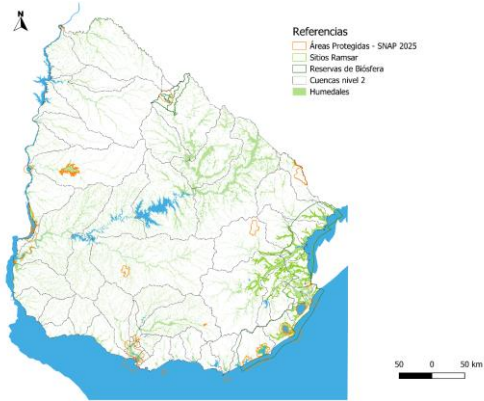 N
Referencias
Áreas Protegidas - SNAP 2025
Sitios Ramsar
Reservas de Biósfera
Cuencas nivel 2
Humedales
50 0 50 km